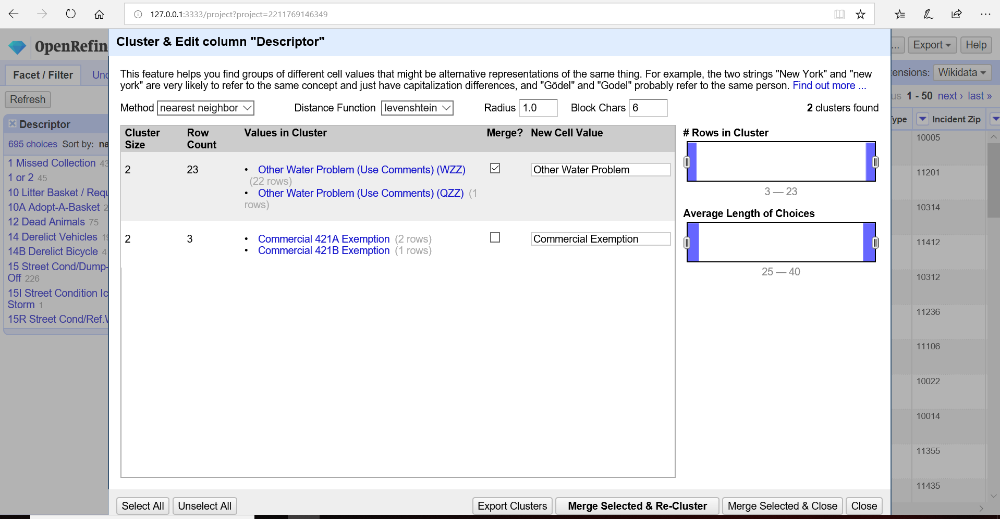 127.0.0.1:3333/project?project=2211769146349
Cluster & Edit column "Descriptor"
OpenRefin
... Export Help
Facet / Filter
This feature helps you find groups of different cell values that might be alternative representations of the same thing. For example, the two strings "New York" and "new
york" are very likely to refer to the same concept and just have capitalization differences, and "Gödel" and "Godel" probably refer to the same person. Find out more ...
ensions: Wikidata
Refresh
Method nearest neighbor Distance Function levenshtein Radius 1.0 Block Chars 6 2 clusters found
us 1 - 50 next › last »
Descriptor
695 choices Sort by: na
1 Missed Collection 43
1 or 2 45
10 Litter Basket / Requ
10A Adopt-A-Basket 2
12 Dead Animals 75
14 Derelict Vehicles 19
14B Derelict Bicycle 4
15 Street Cond/Dump-
Off 226
15I Street Condition Ic
Storm 1
15R Street Cond/Ref.W
Cluster Size Row Count Values in Cluster Merge? New Cell Value
2 23 • Other Water Problem (Use Comments) (WZZ) Other Water Problem
(22 rows)
• Other Water Problem (Use Comments) (QZZ) (1
rows)
2 3 • Commercial 421A Exemption (2 rows) Commercial Exemption
• Commercial 421B Exemption (1 rows)
# Rows in Cluster
3 — 23
Average Length of Choices
25 — 40
ype Incident Zip
10005
11201
10314
11412
10312
11236
11106
10022
10014
11355
11435
Select All Unselect All Export Clusters Merge Selected & Re-Cluster Merge Selected & Close Close